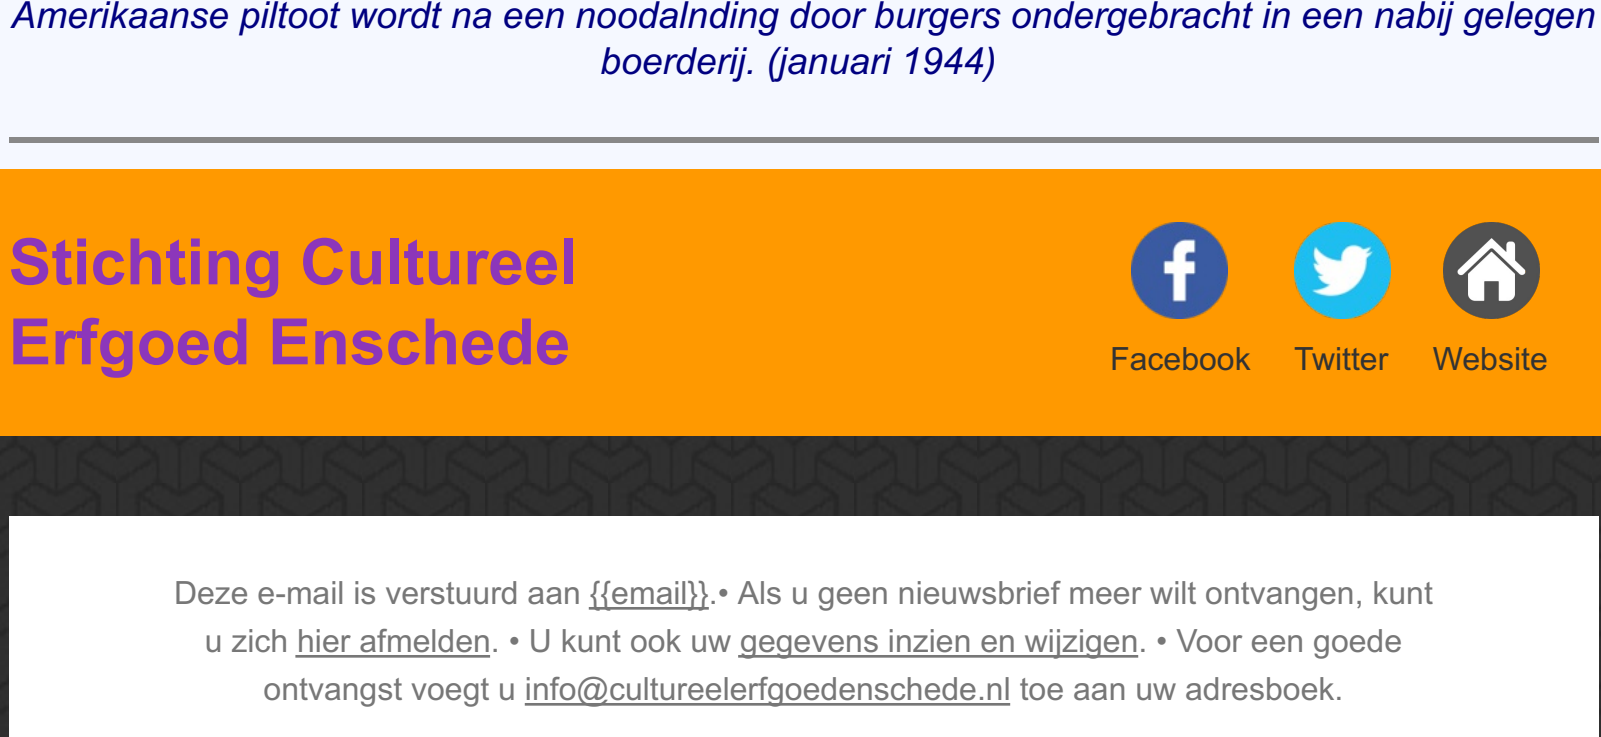 Amerikaanse piltoot wordt na een noodalnding door burgers ondergebracht in een nabij gelegen
boerderij. (januari 1944)
Stichting Cultureel
Erfgoed Enschede
Facebook Twitter Website
Deze e-mail is verstuurd aan {{email}}.• Als u geen nieuwsbrief meer wilt ontvangen, kunt
u zich hier afmelden. • U kunt ook uw gegevens inzien en wijzigen. • Voor een goede
ontvangst voegt u info@cultureelerfgoedenschede.nl toe aan uw adresboek.